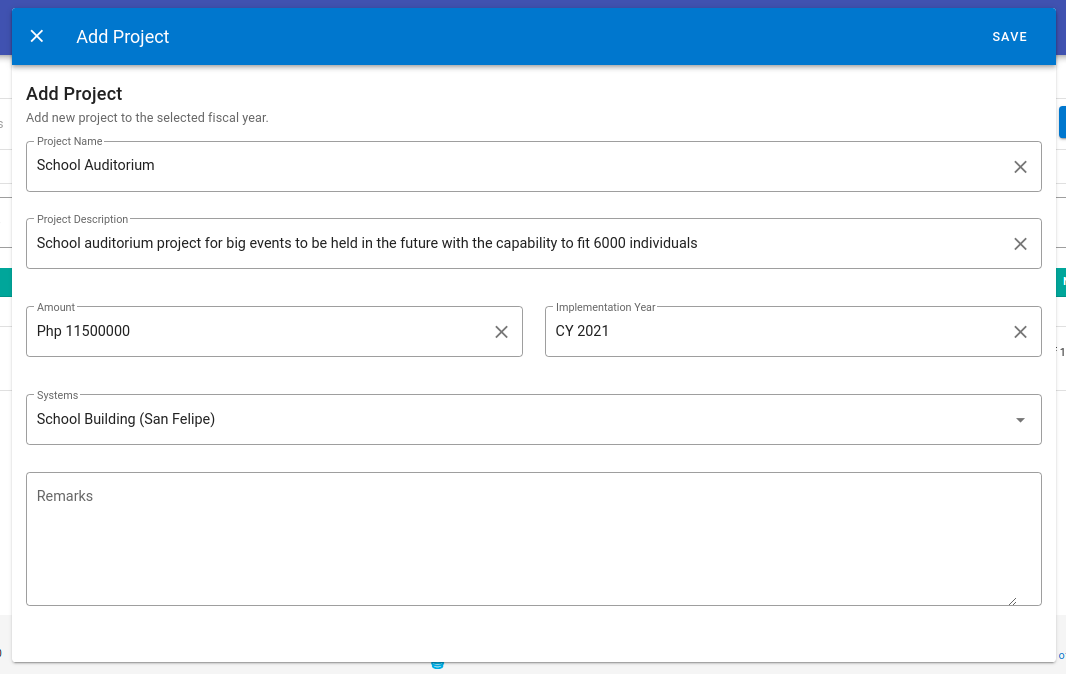 Add Project
SAVE
Add Project
Add new project to the selected fiscal year.
Project Name
School Auditorium
Project Description
School auditorium project for big events to be held in the future with the capability to fit 6000 individuals
Amount
Php 11500000
Implementation Year
CY 2021
Systems
School Building (San Felipe)
Remarks